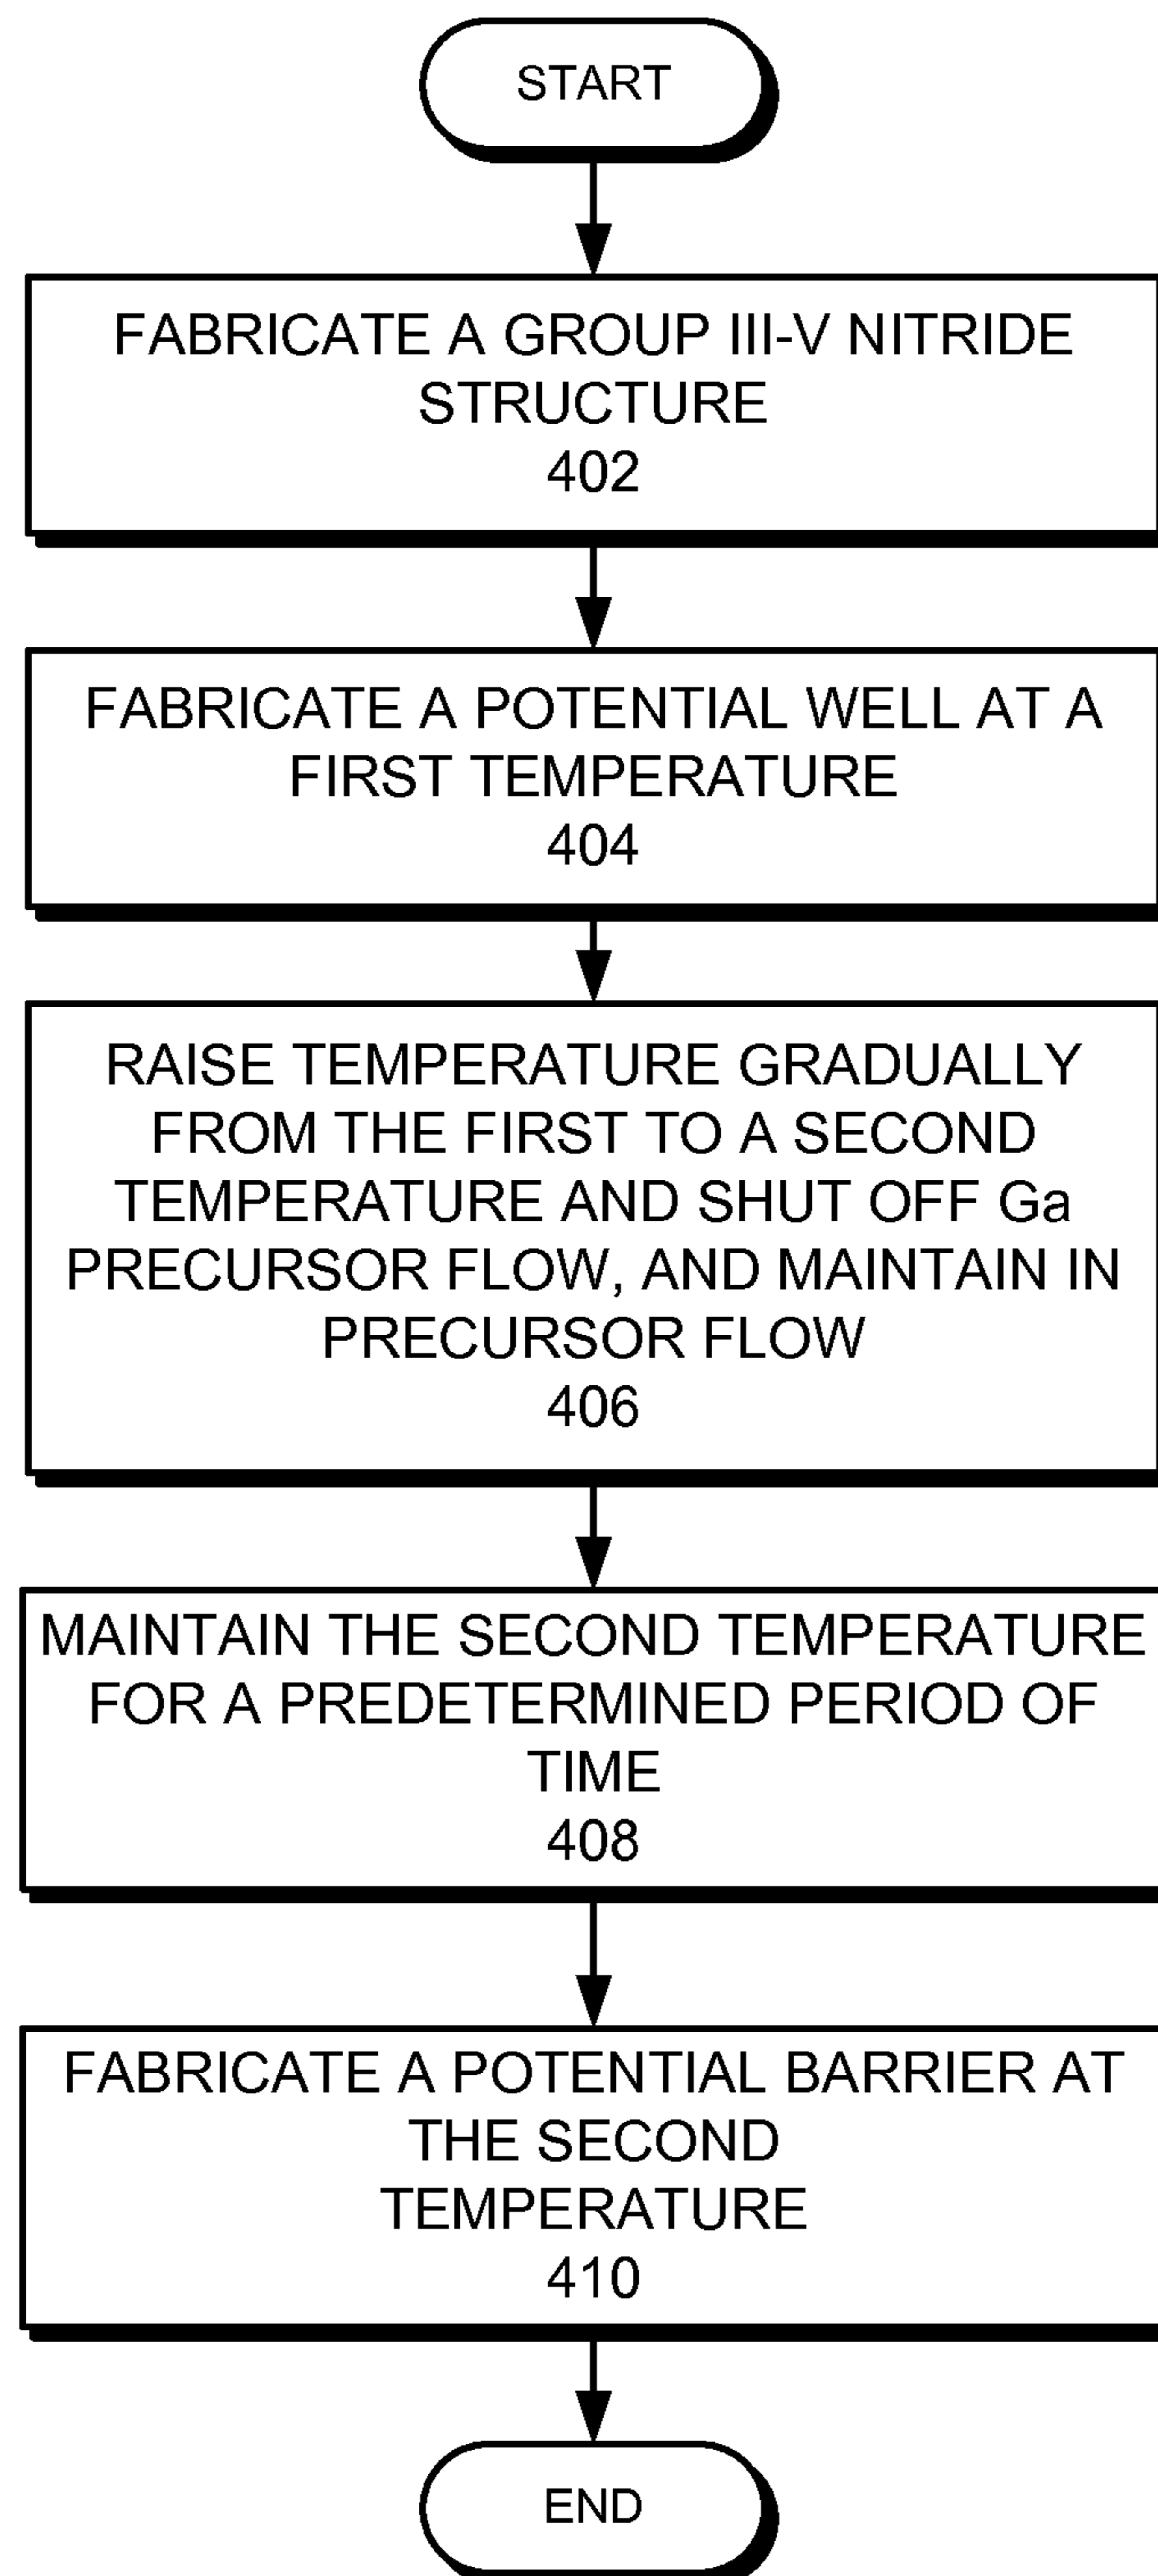 START
FABRICATE A GROUP III-V NITRIDE
STRUCTURE
402
FABRICATE A POTENTIAL WELL AT A
FIRST TEMPERATURE
404
RAISE TEMPERATURE GRADUALLY
FROM THE FIRST TO A SECOND
TEMPERATURE AND SHUT OFF Ga
PRECURSOR FLOW, AND MAINTAIN IN
PRECURSOR FLOW
406
MAINTAIN THE SECOND TEMPERATURE
FOR A PREDETERMINED PERIOD OF
TIME
408
FABRICATE A POTENTIAL BARRIER AT
THE SECOND
TEMPERATURE
410
END